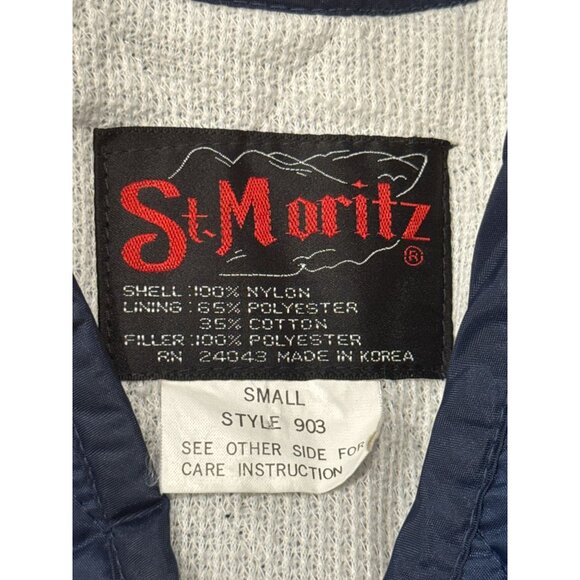 St. Moritz ®
SHELL :100% NYLON
LINING :65% POLYESTER
35% COTTON
FILLER :100% POLYESTER
RN 24043 MADE IN KOREA
SMALL
STYLE 903
SEE OTHER SIDE FOR
CARE INSTRUCTION